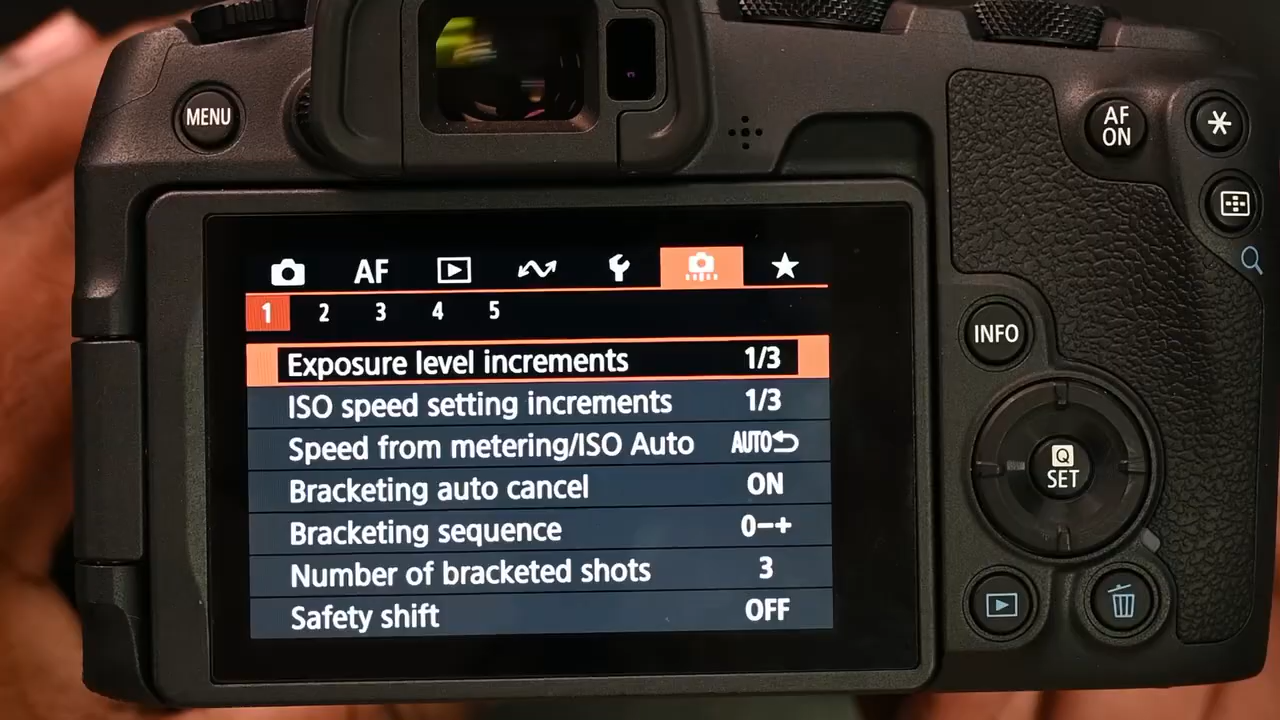 MENU
AF
ON
AF
1 2 3 4 5
Exposure level increments 1/3
ISO speed setting increments 1/3
Speed from metering/ISO Auto AUTO
Bracketing auto cancel ON
Bracketing sequence 0−+
Number of bracketed shots 3
Safety shift OFF
INFO
Q
SET